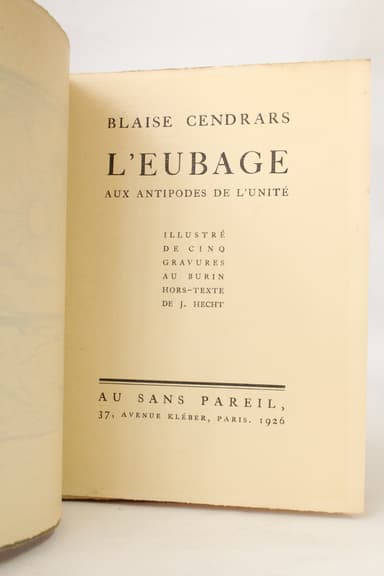 BLAISE CENDRARS
L'EUBAGE
AUX ANTIPODES DE L'UNITÉ
ILLUSTRÉ
DE CINQ
GRAVURES
AU BURIN
HORS-TEXTE
DE J. HECHT
AU SANS PAREIL,
37, AVENUE KLÉBER, PARIS. 1926